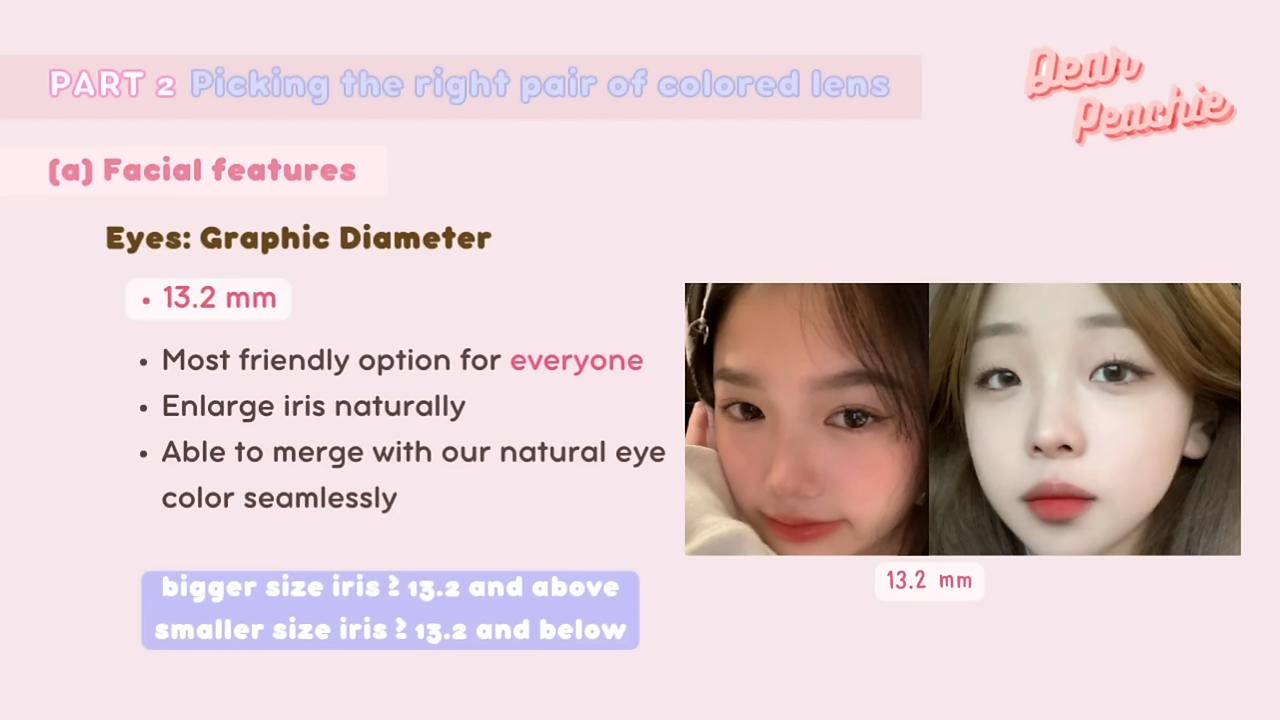 PART 2 Picking the right pair of colored lens
Dear
Peachie
(a) Facial features
Eyes: Graphic Diameter
• 13.2 mm
• Most friendly option for everyone
• Enlarge iris naturally
• Able to merge with our natural eye
color seamlessly
13.2 mm
bigger size iris ≥ 13.2 and above
smaller size iris ≥ 13.2 and below